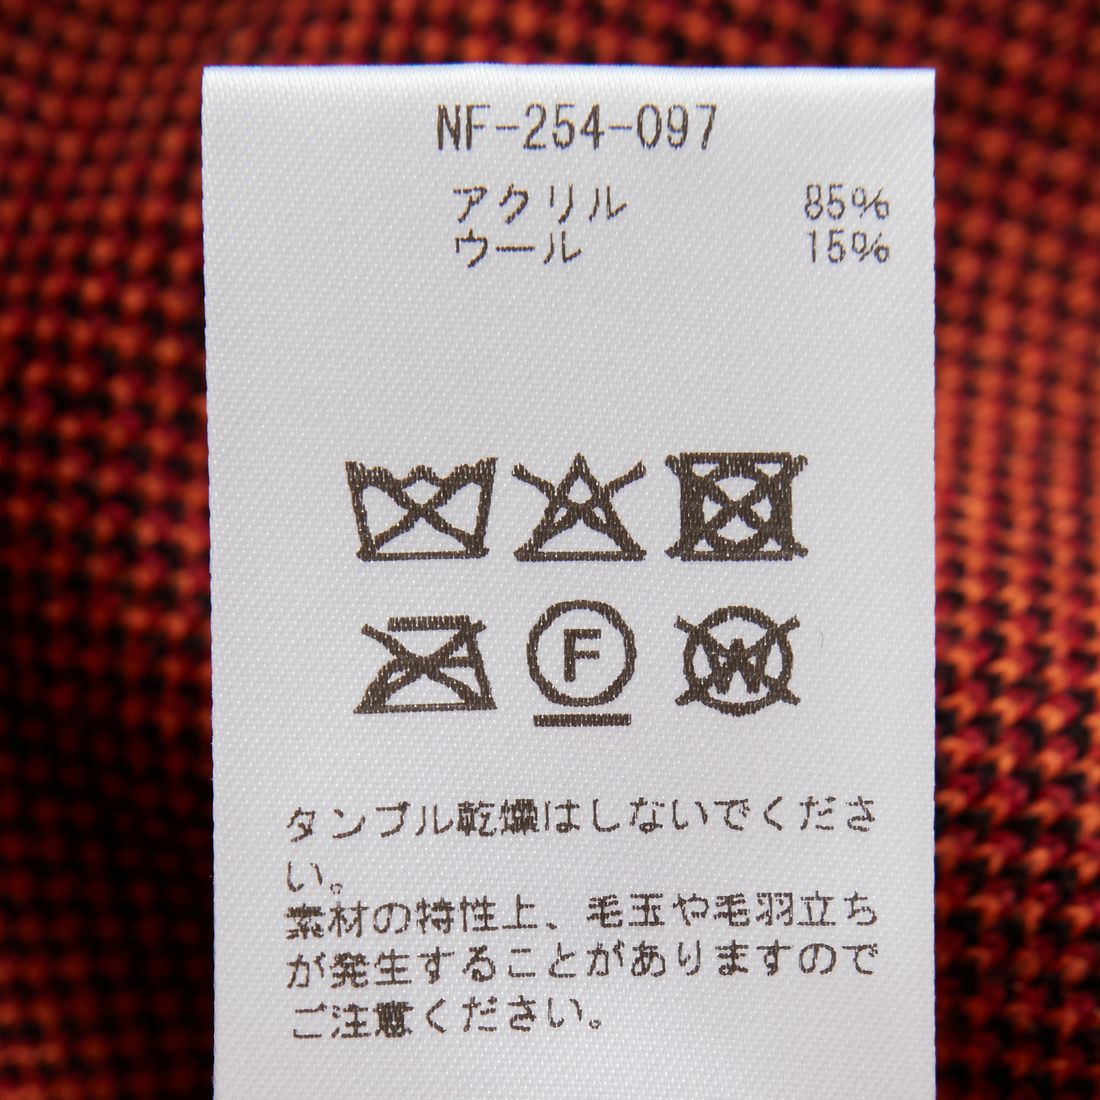 NF-254-097
アクリル 85%
ウール 15%
F
W
タンブル乾燥はしないでくださ
い。
素材の特性上、毛玉や毛羽立ち
が発生することがありますので
ご注意ください。